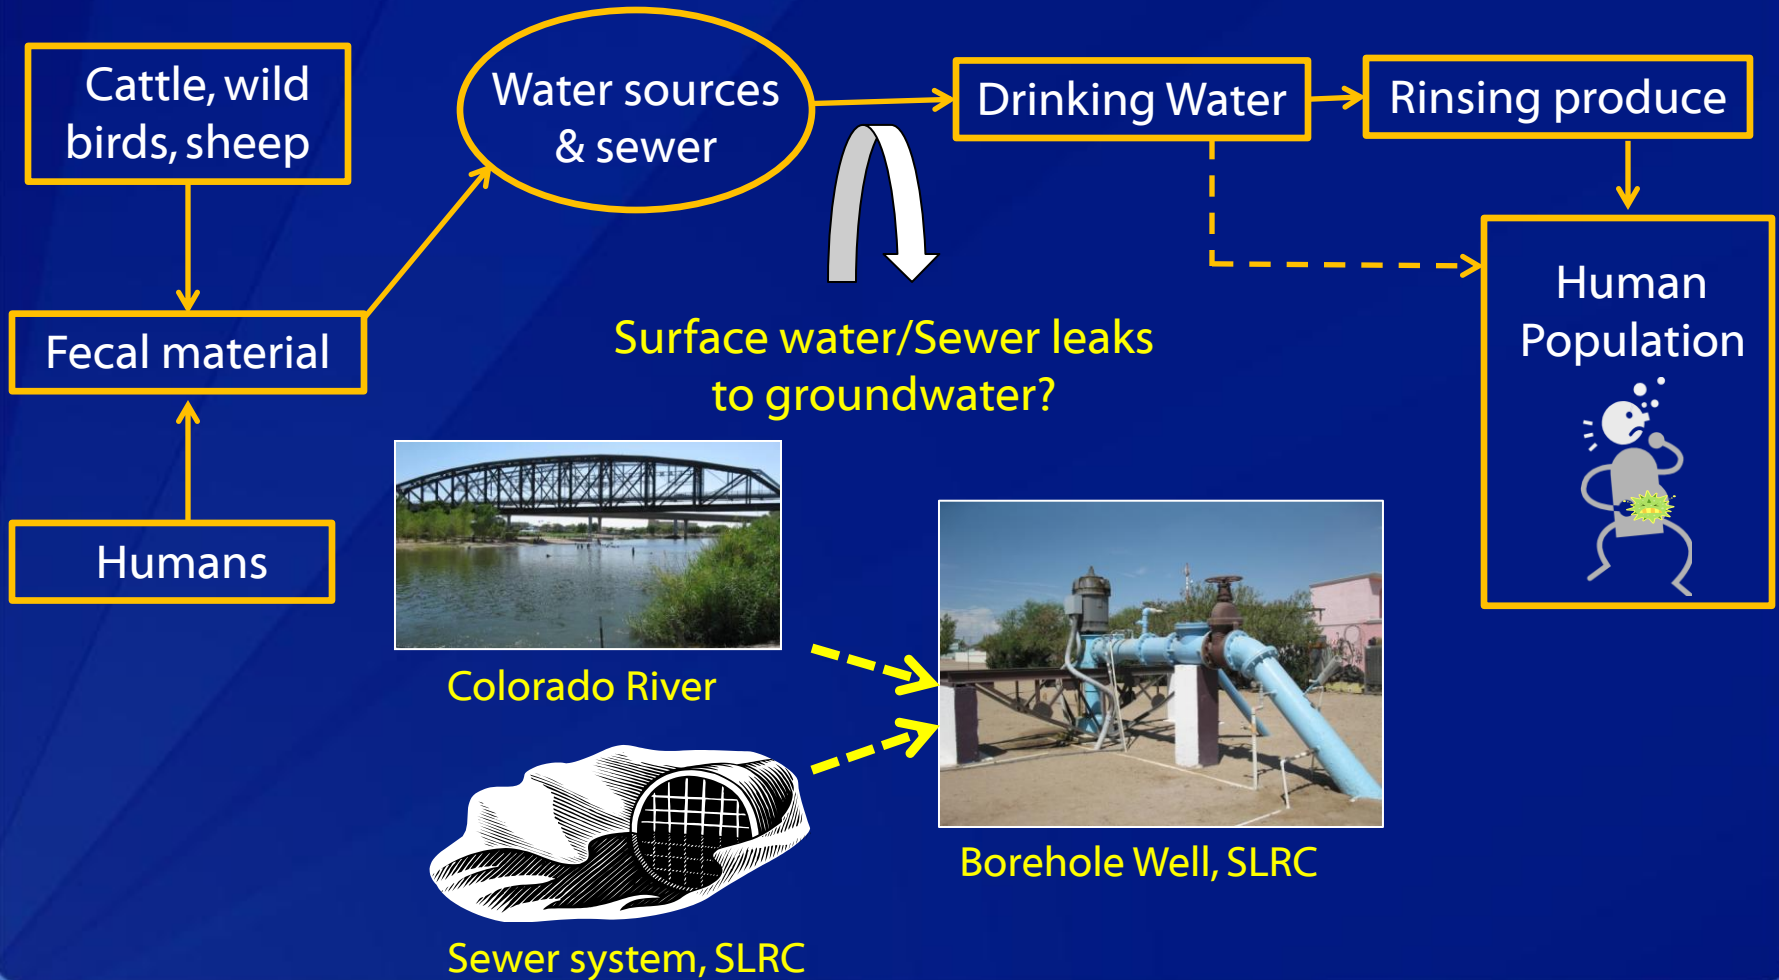 Cattle, wild
birds, sheep
Water sources
& sewer
Drinking Water
Rinsing produce
Fecal material
Surface water/Sewer leaks
to groundwater?
Human
Population
Humans
Colorado River
Borehole Well, SLRC
Sewer system, SLRC